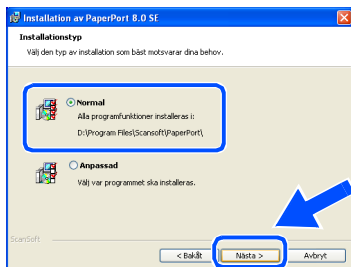 Installation av PaperPort 8.0 SE
Installationstyp
Välj den typ av installation som bäst motsvarar dina behov.
Normal
Alla programfunktioner installeras i:
D:\Program Files\Scansoft\PaperPort\
Anpassad
Välj var programmet ska installeras.
ScanSoft
< Bakåt Nästa > Avbryt